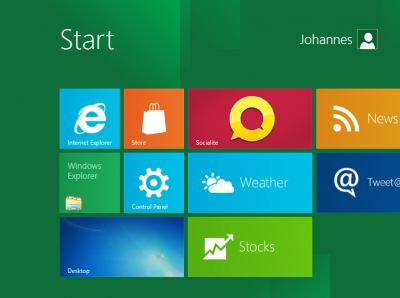 Start
Johannes
Internet Explorer
Store
Socialite
News
Windows
Explorer
Control Panel
Weather
Tweet@
Desktop
Stocks